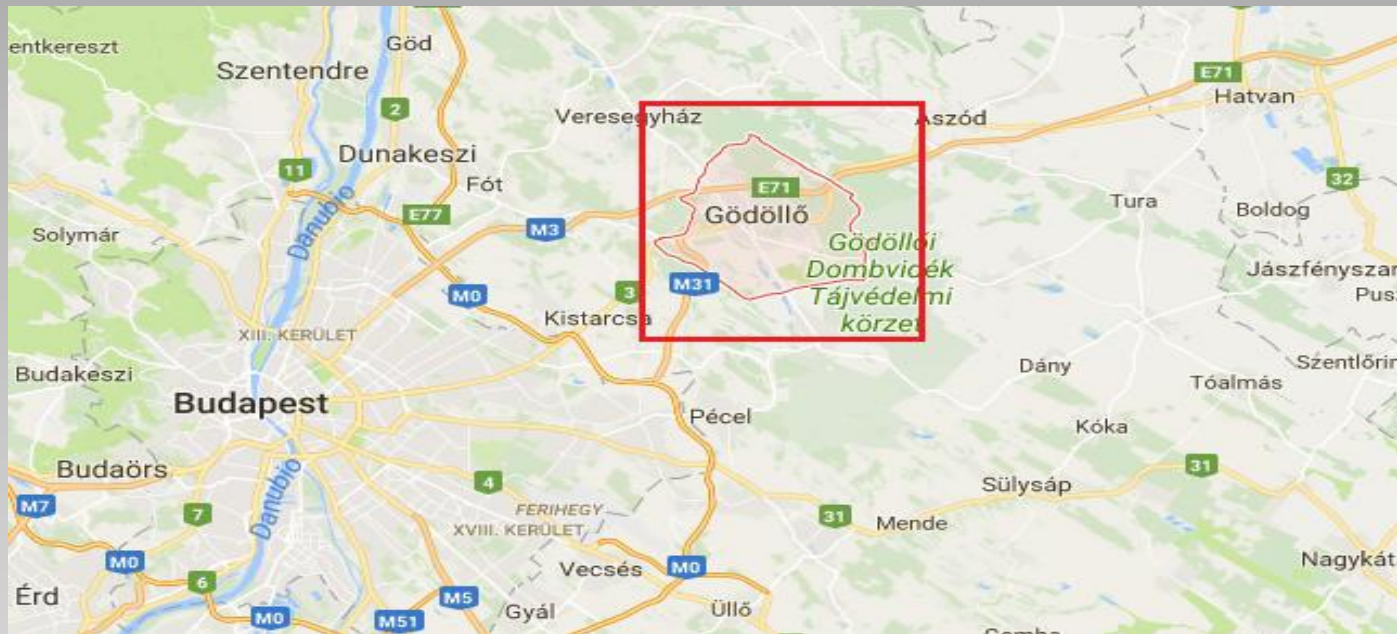 entkereszt
Göd
Szentendre
E71
Hatvan
2
Veresegyház
Aszód
Dunakeszi
11
Fót
E71
32
Danubio
E77
Tura
Boldog
M3
Gödöllő
Solymár
Gödöllői
Dombvidék
Tájvédelmi
körzet
M31
Jászfényszar
Pus
M0
3
Kistarcsa
XIII. KERÜLET
Budakeszi
Dány
Szentlőrin
Tóalmás
Budapest
Pécel
Kóka
Budaörs
31
4
Sülysáp
Danubio
M7
7
FERIHEGY
XVIII. KERÜLET
31
Mende
M0
Vecsés
M0
Nagykát
6
Érd
M5
M0
M51
Gyál
Üllő